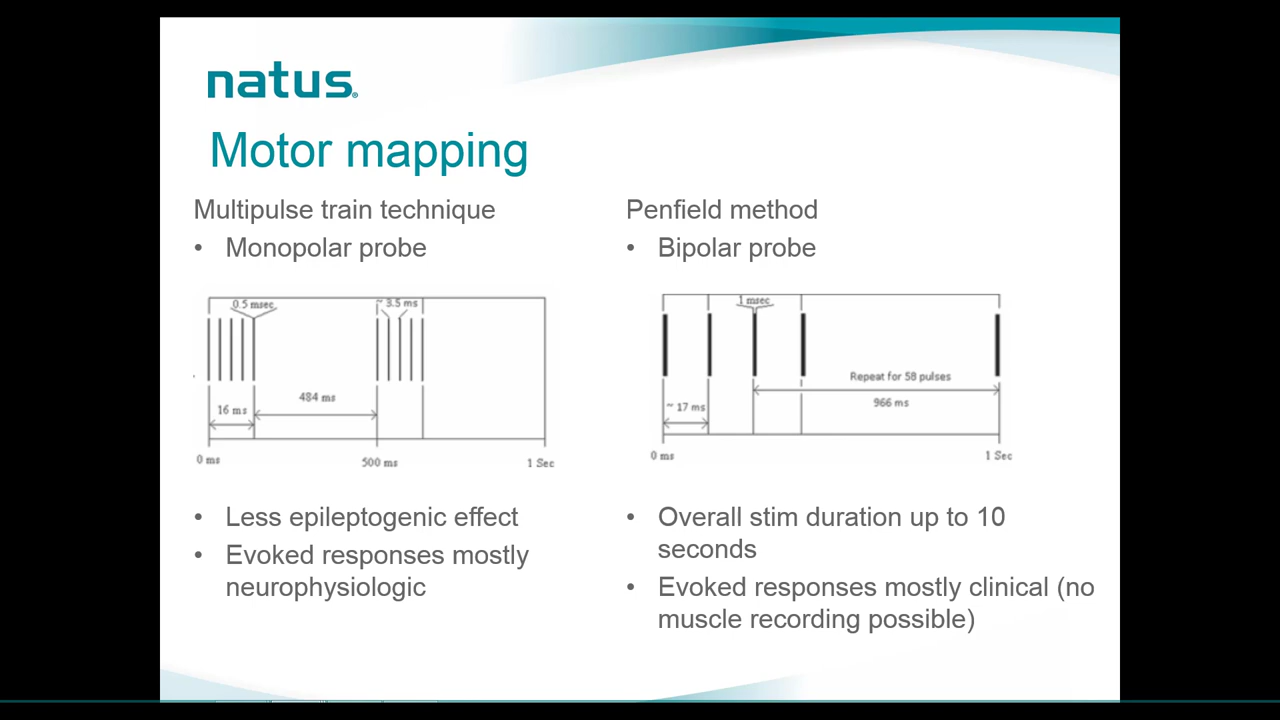 natus®
Motor mapping
Multipulse train technique
• Monopolar probe
0.5 msec
~ 3.5 ms
484 ms
16 ms
0 ms
500 ms
1 Sec
• Less epileptogenic effect
• Evoked responses mostly
neurophysiologic
Penfield method
• Bipolar probe
1 msec
Repeat for 58 pulses
966 ms
~ 17 ms
0 ms
1 Sec
• Overall stim duration up to 10
seconds
• Evoked responses mostly clinical (no
muscle recording possible)